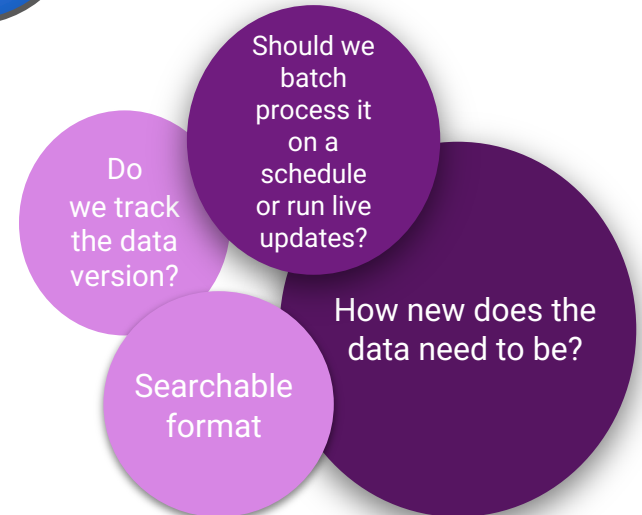 Should we
batch
process it
on a
schedule
or run live
updates?
Do
we track
the data
version?
How new does the
data need to be?
Searchable
format